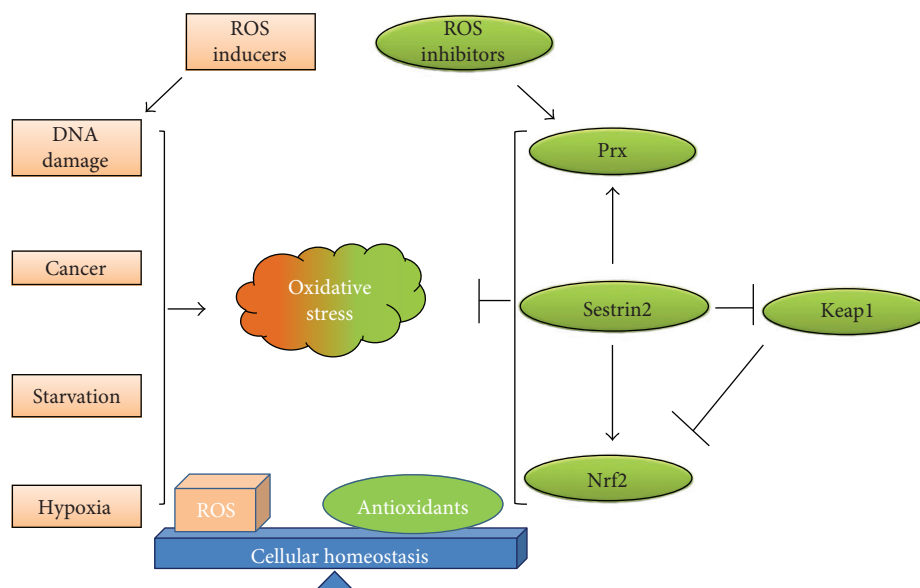 ROS
inducers
ROS
inhibitors
DNA
damage
Prx
Cancer
Oxidative
stress
Sestrin2
Keap1
Starvation
Hypoxia
ROS
Antioxidants
Nrf2
Cellular homeostasis